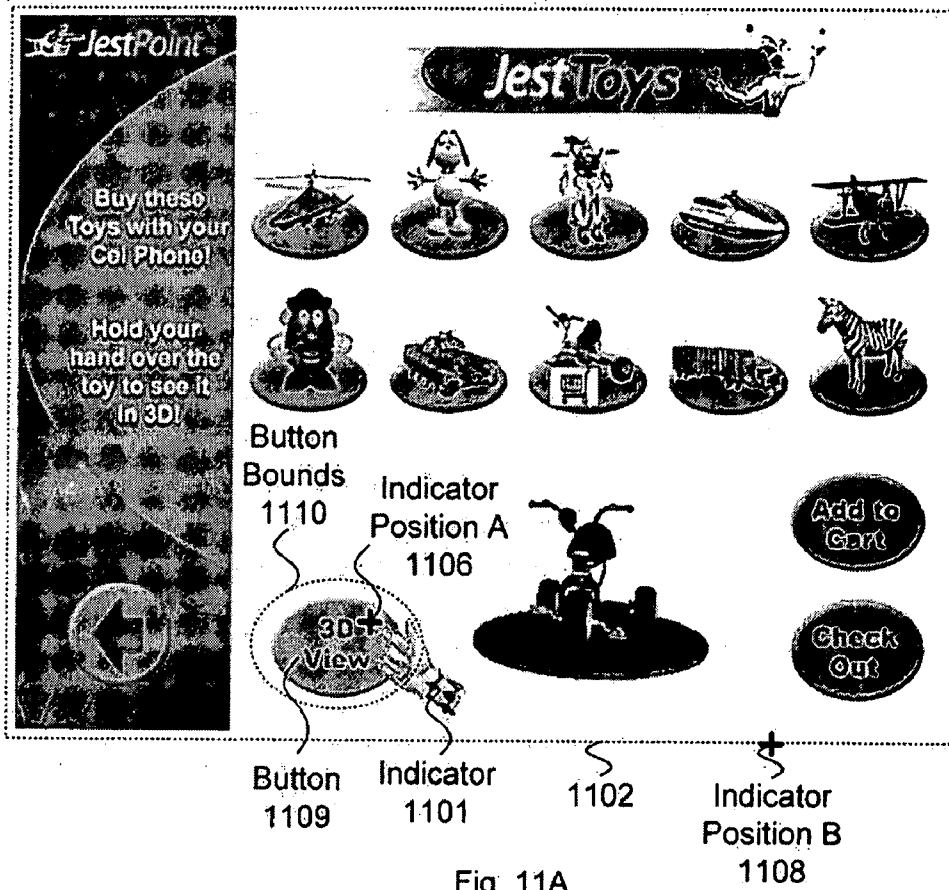 JestPoint
JestToys
Buy these
Toys with your
Cel Phone!
Hold your
hand over the
toy to see it
in 3D!
Button
Bounds
1110
Indicator
Position A
1106
3D
View
Add to
Cart
Check
Out
Button
1109
Indicator
1101
1102
Indicator
Position B
1108
Fig. 11A